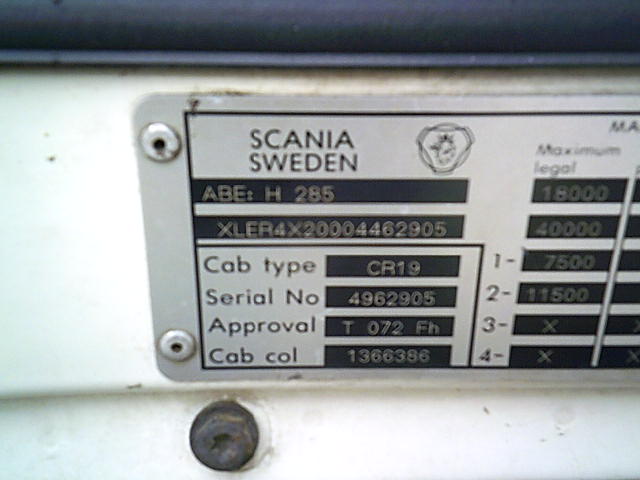 SCANIA
SWEDEN
Maximum
legal
ABE: H 285
18000
XLER4X20004462905
40000
Cab type CR19
1- 7500
Serial No 4962905
2- 11500
Approval T 072 Fh
3- X
Cab col 1366386
4- X